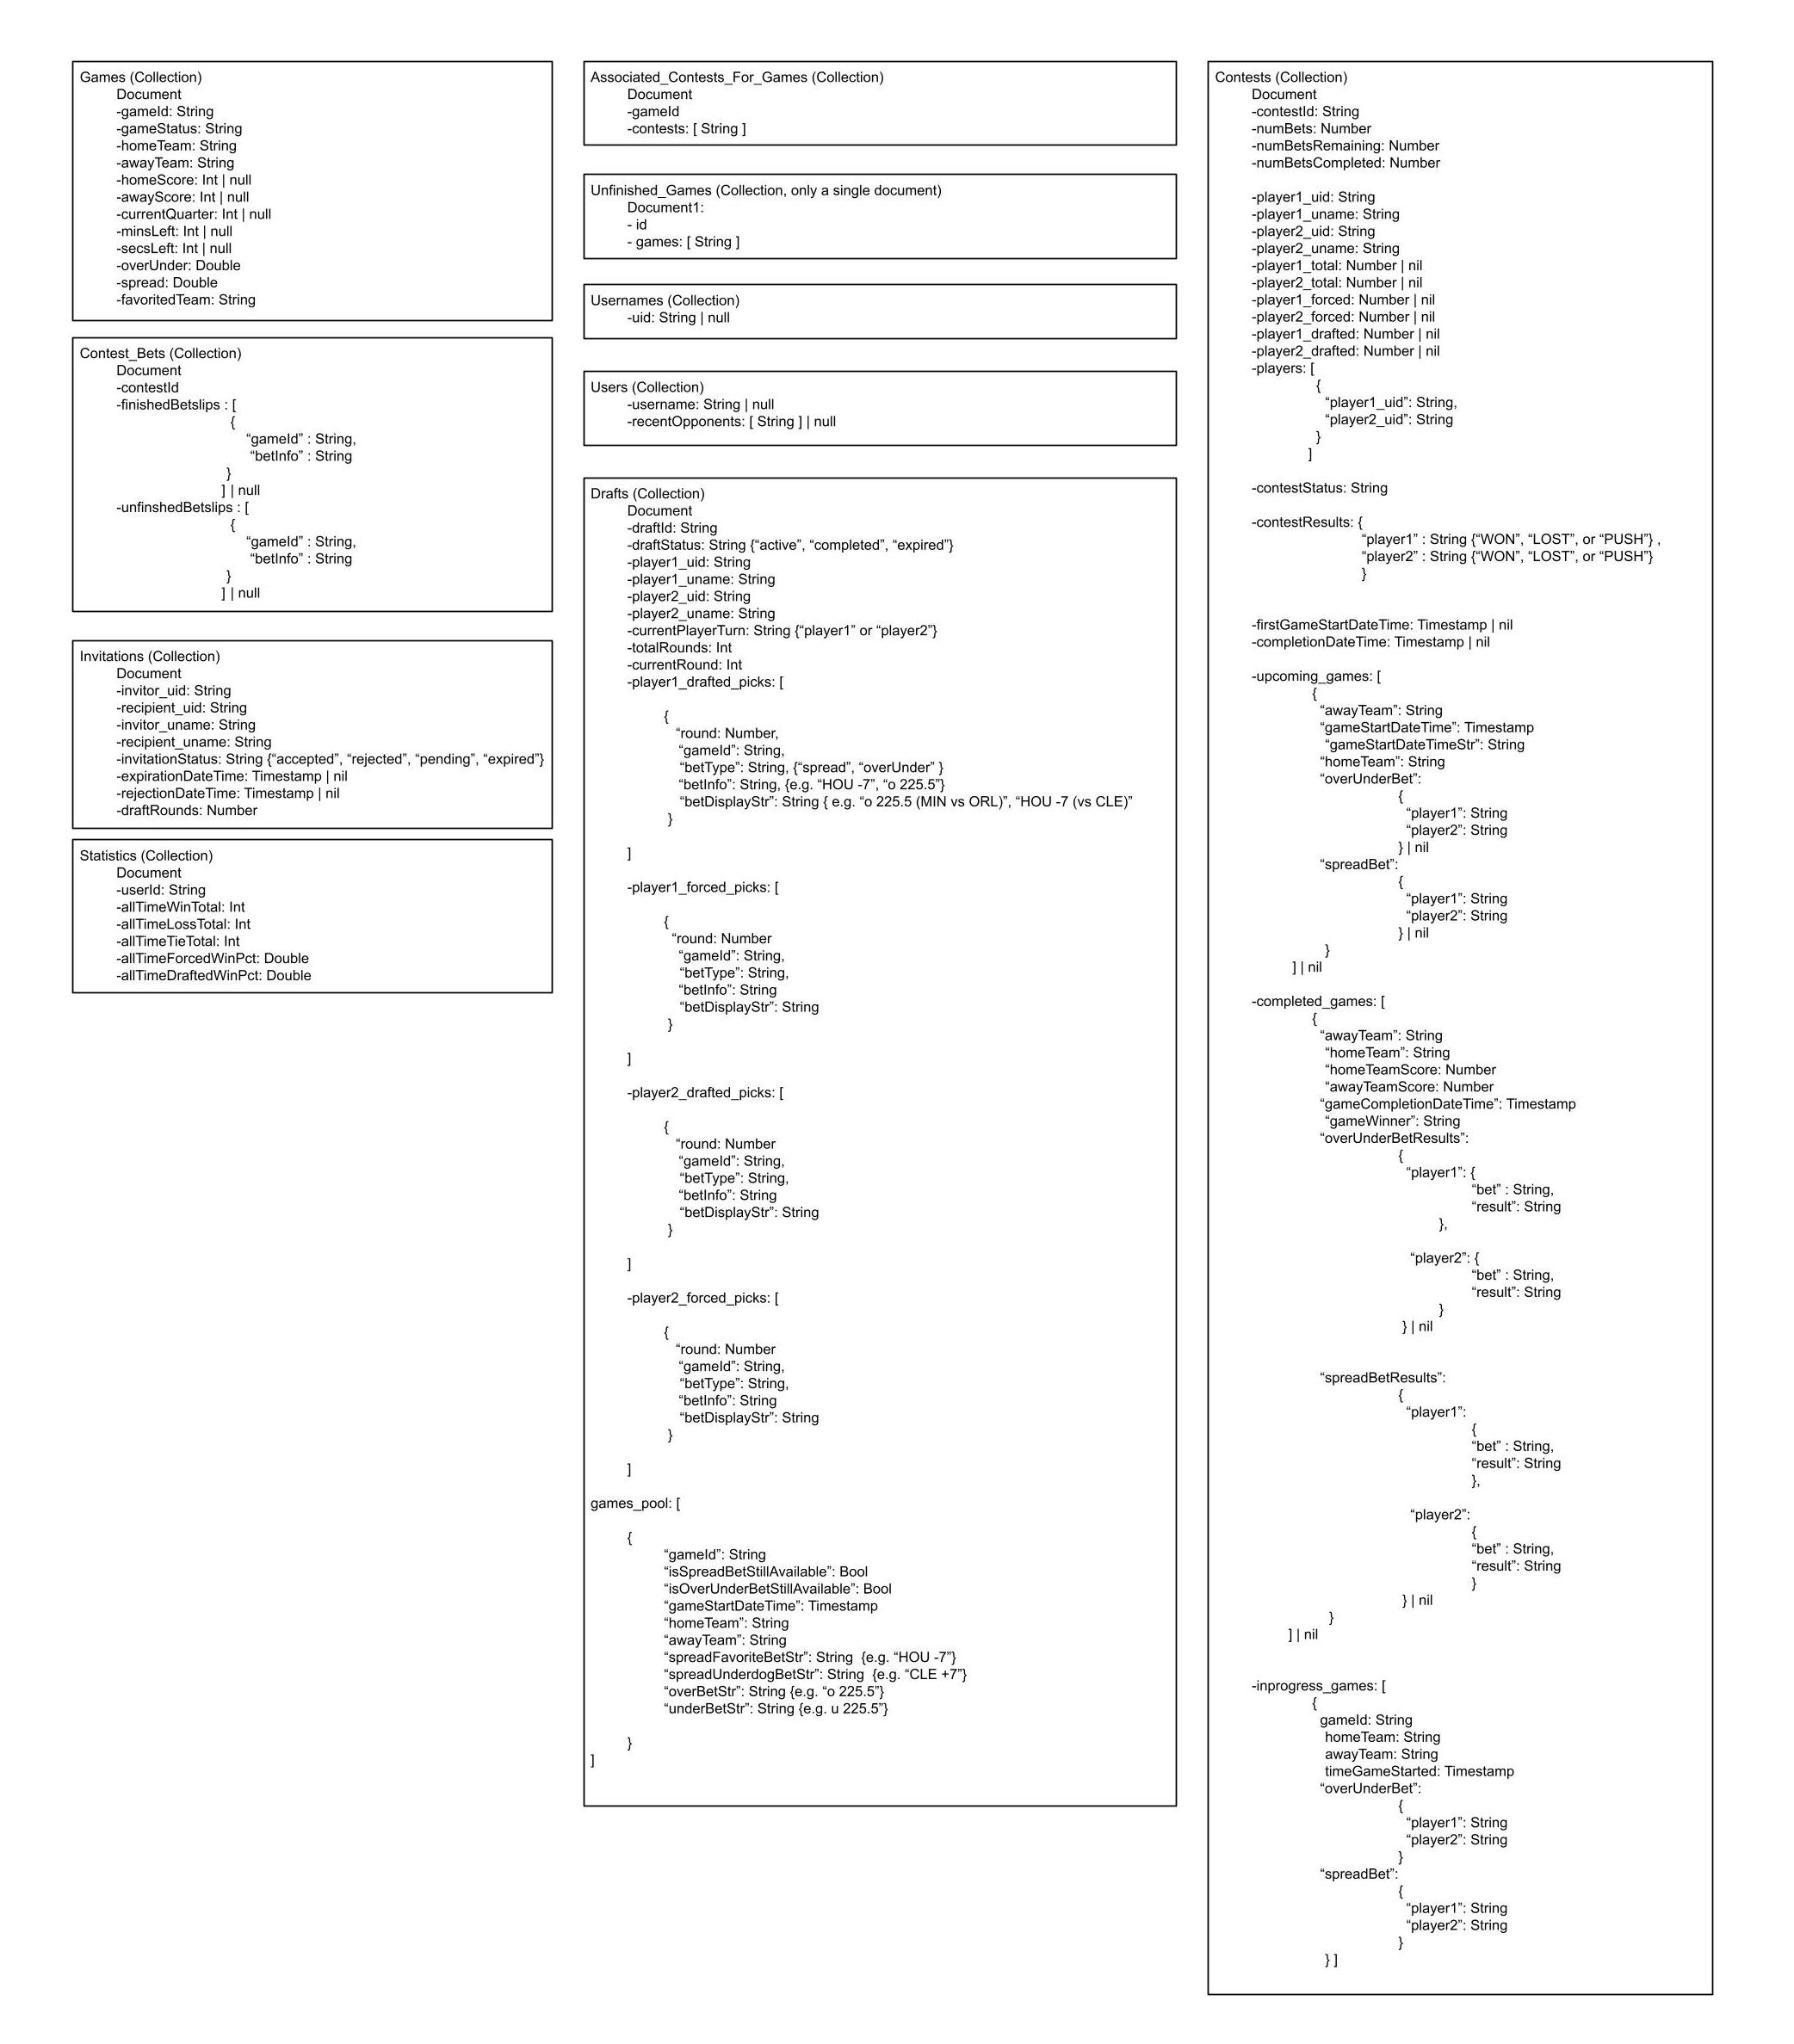 Games (Collection)
Document
-gameId: String
-gameStatus: String
-homeTeam: String
-awayTeam: String
-homeScore: Int | null
-awayScore: Int | null
-currentQuarter: Int | null
-minsLeft: Int | null
-secsLeft: Int | null
-overUnder: Double
-spread: Double
-favoritedTeam: String
Contest_Bets (Collection)
Document
-contestId
-finishedBetslips : [
{
“gameId” : String,
“betInfo” : String
}
] | null
-unfinshedBetslips : [
{
“gameId” : String,
“betInfo” : String
}
] | null
Invitations (Collection)
Document
-invitor_uid: String
-recipient_uid: String
-invitor_uname: String
-recipient_uname: String
-invitationStatus: String {“accepted”, “rejected”, “pending”, “expired”}
-expirationDateTime: Timestamp | nil
-rejectionDateTime: Timestamp | nil
-draftRounds: Number
Statistics (Collection)
Document
-userId: String
-allTimeWinTotal: Int
-allTimeLossTotal: Int
-allTimeTieTotal: Int
-allTimeForcedWinPct: Double
-allTimeDraftedWinPct: Double
Associated_Contests_For_Games (Collection)
Document
-gameId
-contests: [ String ]
Unfinished_Games (Collection, only a single document)
Document1:
- id
- games: [ String ]
Usernames (Collection)
-uid: String | null
Users (Collection)
-username: String | null
-recentOpponents: [ String ] | null
Drafts (Collection)
Document
-draftId: String
-draftStatus: String {“active”, “completed”, “expired”}
-player1_uid: String
-player1_uname: String
-player2_uid: String
-player2_uname: String
-currentPlayerTurn: String {“player1” or “player2”}
-totalRounds: Int
-currentRound: Int
-player1_drafted_picks: [
{
“round: Number,
“gameId”: String,
“betType”: String, {“spread”, “overUnder” }
“betInfo”: String, {e.g. “HOU -7”, “o 225.5”}
“betDisplayStr”: String { e.g. “o 225.5 (MIN vs ORL)”, “HOU -7 (vs CLE)”
}
]
-player1_forced_picks: [
{
“round: Number
“gameId”: String,
“betType”: String,
“betInfo”: String
“betDisplayStr”: String
}
]
-player2_drafted_picks: [
{
“round: Number
“gameId”: String,
“betType”: String,
“betInfo”: String
“betDisplayStr”: String
}
]
-player2_forced_picks: [
{
“round: Number
“gameId”: String,
“betType”: String,
“betInfo”: String
“betDisplayStr”: String
}
]
games_pool: [
{
“gameId”: String
“isSpreadBetStillAvailable”: Bool
“isOverUnderBetStillAvailable”: Bool
“gameStartDateTime”: Timestamp
“homeTeam”: String
“awayTeam”: String
“spreadFavoriteBetStr”: String {e.g. “HOU -7”}
“spreadUnderdogBetStr”: String {e.g. “CLE +7”}
“overBetStr”: String {e.g. “o 225.5”}
“underBetStr”: String {e.g. u 225.5”}
}
]
Contests (Collection)
Document
-contestId: String
-numBets: Number
-numBetsRemaining: Number
-numBetsCompleted: Number
-player1_uid: String
-player1_uname: String
-player2_uid: String
-player2_uname: String
-player1_total: Number | nil
-player2_total: Number | nil
-player1_forced: Number | nil
-player2_forced: Number | nil
-player1_drafted: Number | nil
-player2_drafted: Number | nil
-players: [
{
“player1_uid”: String,
“player2_uid”: String
}
]
-contestStatus: String
-contestResults: {
“player1” : String {“WON”, “LOST”, or “PUSH”} ,
“player2” : String {“WON”, “LOST”, or “PUSH”}
}
-firstGameStartDateTime: Timestamp | nil
-completionDateTime: Timestamp | nil
-upcoming_games: [
{
“awayTeam”: String
“gameStartDateTime”: Timestamp
“gameStartDateTimeStr”: String
“homeTeam”: String
“overUnderBet”:
{
“player1”: String
“player2”: String
} | nil
“spreadBet”:
{
“player1”: String
“player2”: String
} | nil
}
] | nil
-completed_games: [
{
“awayTeam”: String
“homeTeam”: String
“homeTeamScore: Number
“awayTeamScore: Number
“gameCompletionDateTime”: Timestamp
“gameWinner”: String
“overUnderBetResults”:
{
“player1”: {
“bet” : String,
“result”: String
},
“player2”: {
“bet” : String,
“result”: String
}
} | nil
“spreadBetResults”:
{
“player1”:
{
“bet” : String,
“result”: String
},
“player2”:
{
“bet” : String,
“result”: String
}
} | nil
}
] | nil
-inprogress_games: [
{
gameId: String
homeTeam: String
awayTeam: String
timeGameStarted: Timestamp
“overUnderBet”:
{
“player1”: String
“player2”: String
}
“spreadBet”:
{
“player1”: String
“player2”: String
}
} ]